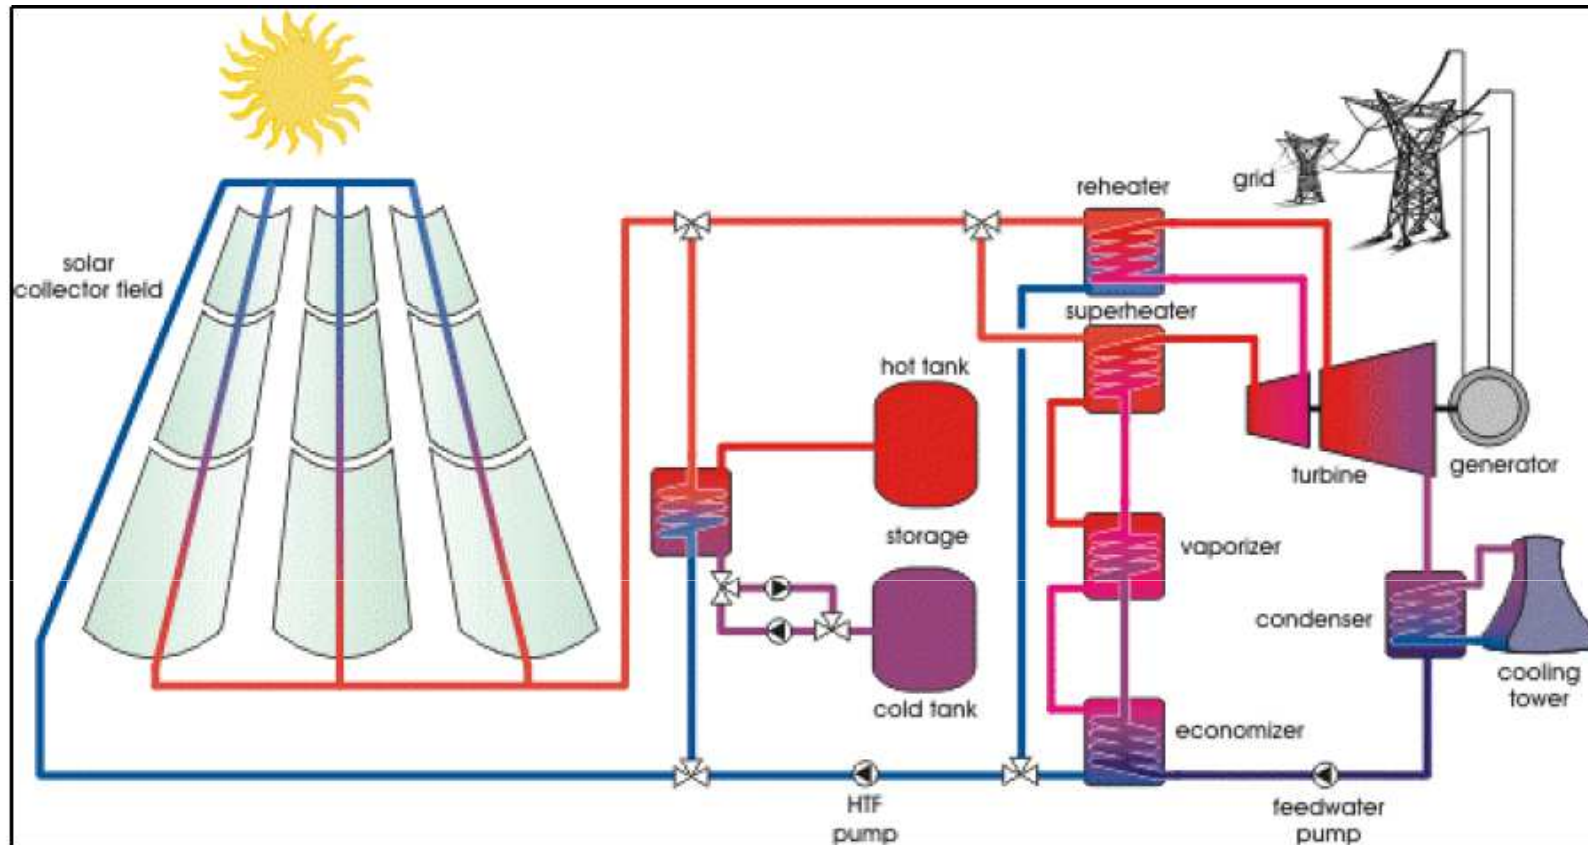 solar
collector field
reheater
grid
superheater
hot tank
storage
cold tank
vaporizer
economizer
turbine
generator
condenser
cooling
tower
HTF
pump
feedwater
pump